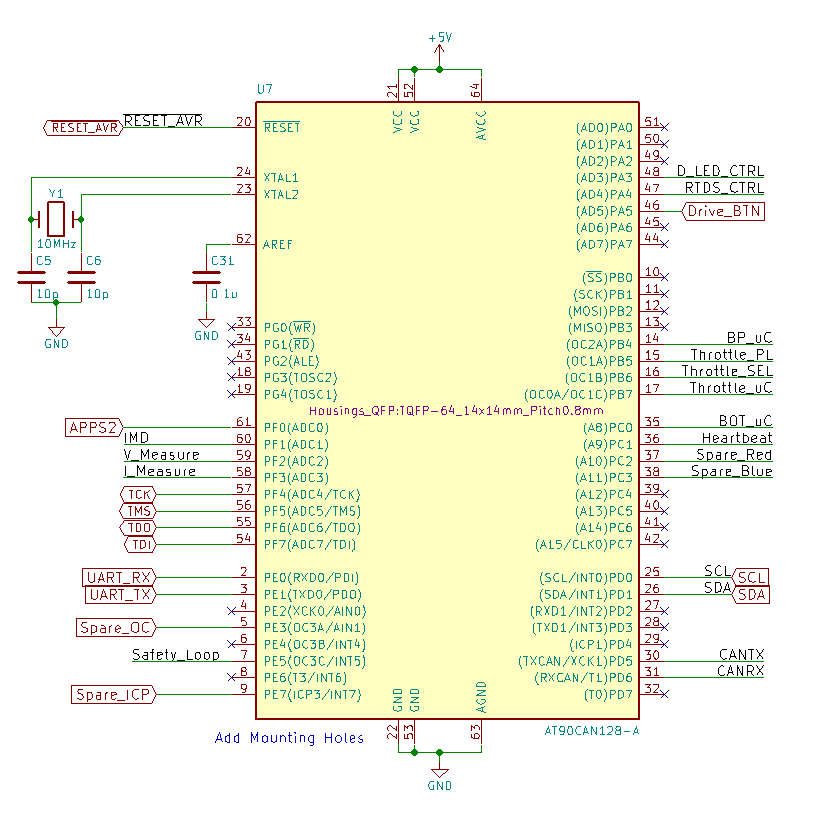 +5V
U7
21
52
64
VCC
VCC
AVCC
RESET_AVR
RESET_AVR
20
RESET
24
XTAL1
23
XTAL2
Y1
10MHz
C5
10p
C6
10p
GND
62
AREF
C31
0.1u
GND
33
PG0(WR)
34
PG1(RD)
43
PG2(ALE)
18
PG3(TOSC2)
19
PG4(TOSC1)
Housings_QFP:TQFP-64_14x14mm_Pitch0.8mm
APPS2
61
PF0(ADC0)
IMD
60
PF1(ADC1)
V_Measure
59
PF2(ADC2)
I_Measure
58
PF3(ADC3)
TCK
57
PF4(ADC4/TCK)
TMS
56
PF5(ADC5/TMS)
TDO
55
PF6(ADC6/TDO)
TDI
54
PF7(ADC7/TDI)
UART_RX
2
PE0(RXD0/PDI)
UART_TX
3
PE1(TXD0/PDO)
4
PE2(XCK0/AIN0)
Spare_OC
5
PE3(OC3A/AIN1)
6
PE4(OC3B/INT4)
Safety_Loop
7
PE5(OC3C/INT5)
8
PE6(T3/INT6)
Spare_ICP
9
PE7(ICP3/INT7)
(AD0)PA0
51
(AD1)PA1
50
(AD2)PA2
49
(AD3)PA3
48
D_LED_CTRL
(AD4)PA4
47
RTDS_CTRL
(AD5)PA5
46
Drive_BTN
(AD6)PA6
45
(AD7)PA7
44
(SS)PB0
10
(SCK)PB1
11
(MOSI)PB2
12
(MISO)PB3
13
(OC2A)PB4
14
BP_uC
(OC1A)PB5
15
Throttle_PL
(OC1B)PB6
16
Throttle_SEL
(OC0A/OC1C)PB7
17
Throttle_uC
(A8)PC0
35
BOT_uC
(A9)PC1
36
Heartbeat
(A10)PC2
37
Spare_Red
(A11)PC3
38
Spare_Blue
(A12)PC4
39
(A13)PC5
40
(A14)PC6
41
(A15/CLKO)PC7
42
(SCL/INT0)PD0
25
SCL
SCL
(SDA/INT1)PD1
26
SDA
SDA
(RXD1/INT2)PD2
27
(TXD1/INT3)PD3
28
(ICP1)PD4
29
(TXCAN/XCK1)PD5
30
CANTX
(RXCAN/T1)PD6
31
CANRX
(T0)PD7
32
GND
GND
AGND
22
53
63
Add Mounting Holes
AT90CAN128-A
GND